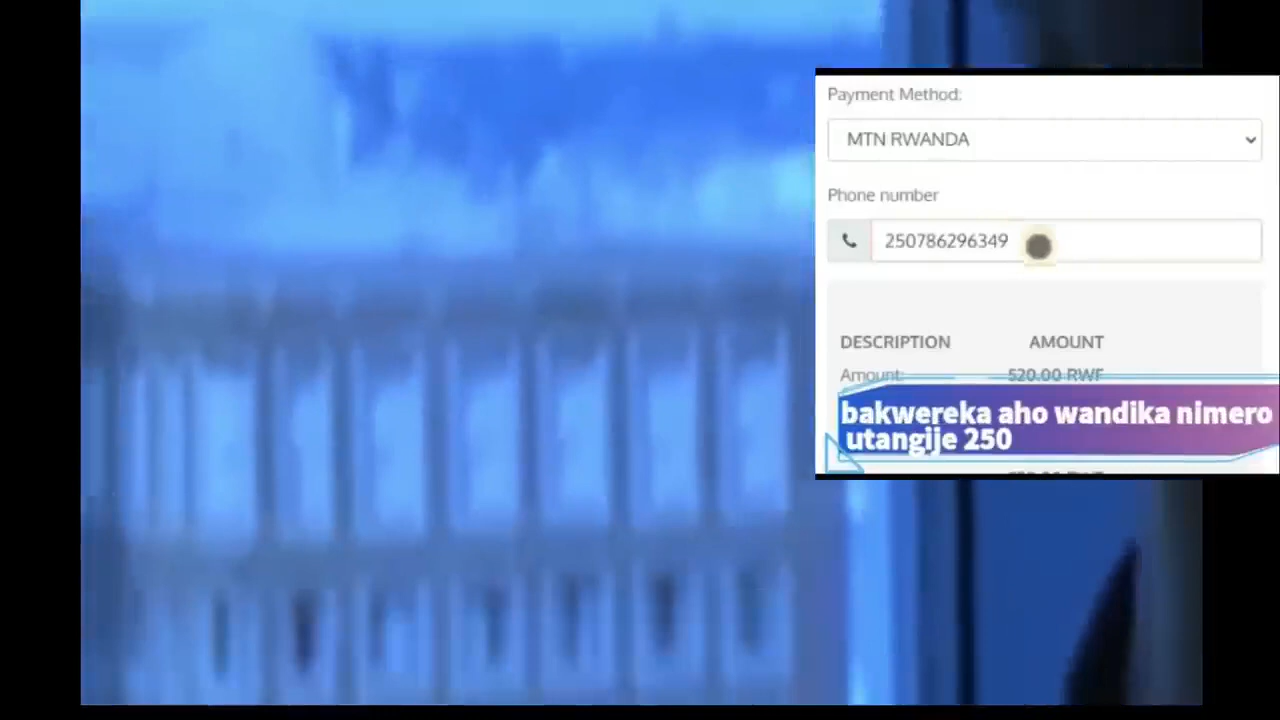 Payment Method:
MTN RWANDA
Phone number
250786296349
DESCRIPTION AMOUNT
Amount: 520.00 RWF
bakwereka aho wandika nimero
utangije 250